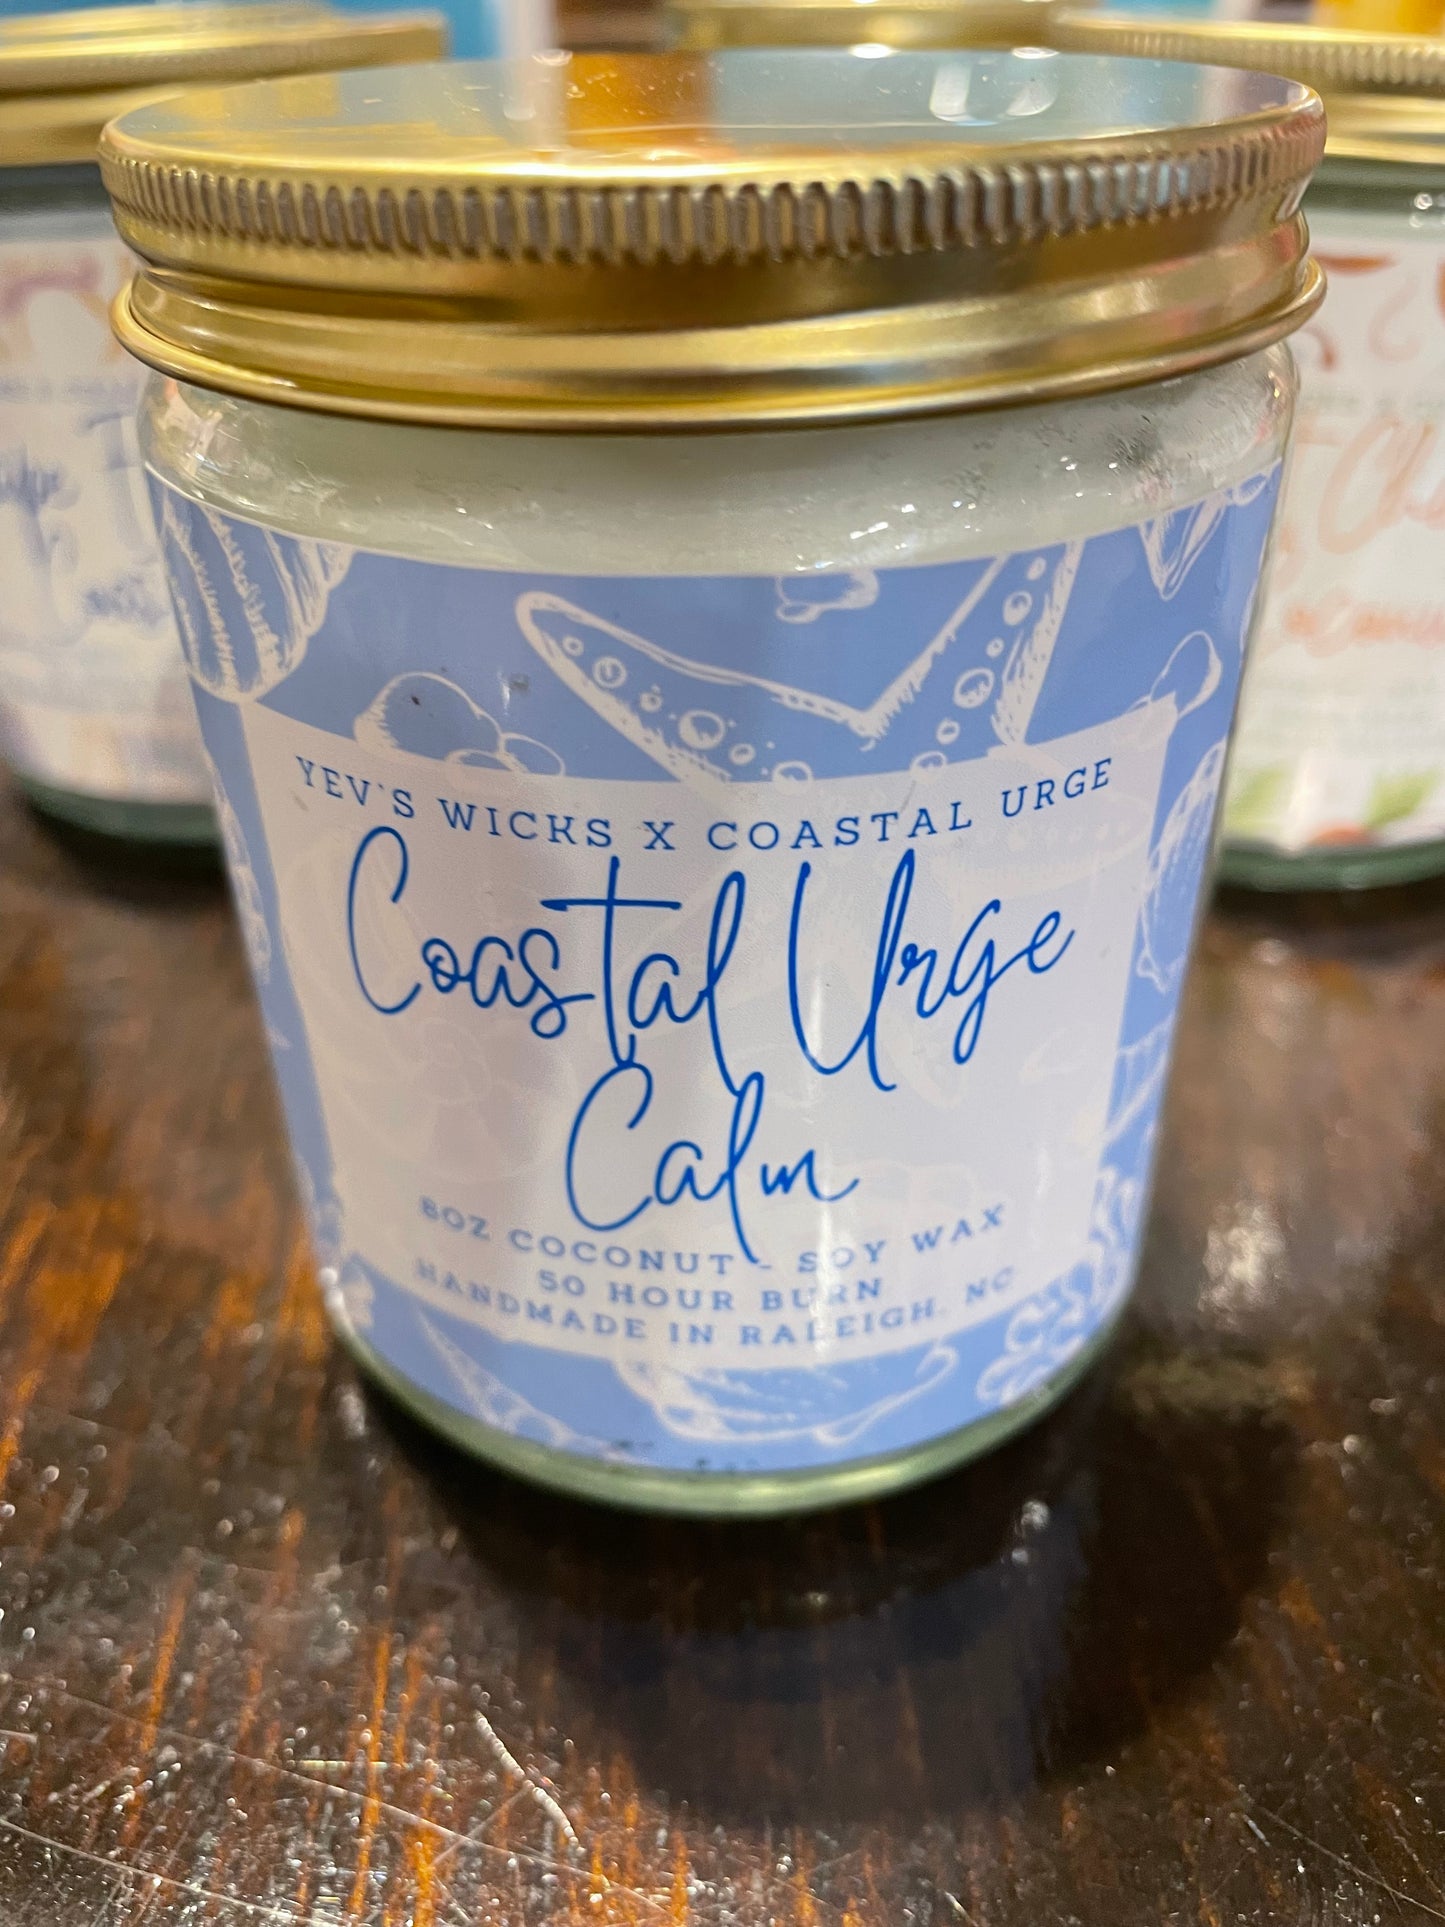 YEV'S WICKS X COASTAL URGE
Coastal Urge
Calm
8OZ COCONUT - SOY WAX
50 HOUR BURN
HANDMADE IN RALEIGH, NC